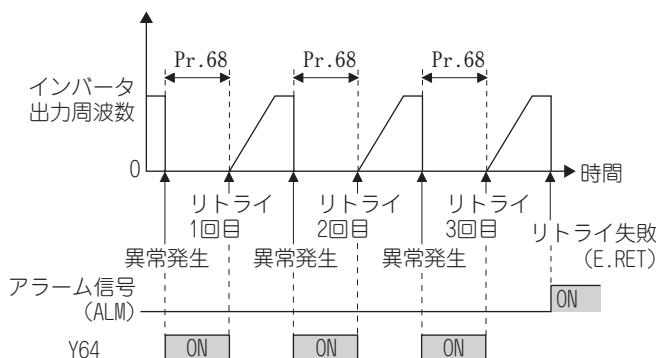 Pr.68 Pr.68 Pr.68
インバータ
出力周波数
0
時間
リトライ
1回目
リトライ
2回目
リトライ
3回目
リトライ失敗
(E.RET)
異常発生 異常発生 異常発生
アラーム信号
(ALM)
ON
Y64 ON ON ON